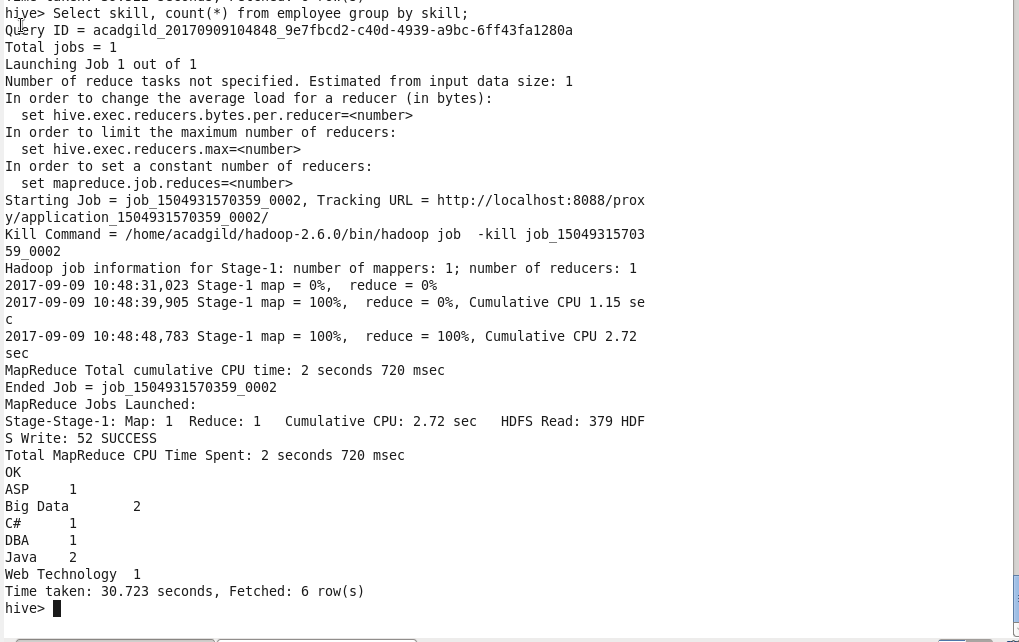 hive> Select skill, count(*) from employee group by skill;
Query ID = acadgild_20170909104848_9e7fbcd2-c40d-4939-a9bc-6ff43fa1280a
Total jobs = 1
Launching Job 1 out of 1
Number of reduce tasks not specified. Estimated from input data size: 1
In order to change the average load for a reducer (in bytes):
  set hive.exec.reducers.bytes.per.reducer=<number>
In order to limit the maximum number of reducers:
  set hive.exec.reducers.max=<number>
In order to set a constant number of reducers:
  set mapreduce.job.reduces=<number>
Starting Job = job_1504931570359_0002, Tracking URL = http://localhost:8088/prox
y/application_1504931570359_0002/
Kill Command = /home/acadgild/hadoop-2.6.0/bin/hadoop job  -kill job_15049315703
59_0002
Hadoop job information for Stage-1: number of mappers: 1; number of reducers: 1
2017-09-09 10:48:31,023 Stage-1 map = 0%,  reduce = 0%
2017-09-09 10:48:39,905 Stage-1 map = 100%,  reduce = 0%, Cumulative CPU 1.15 se
c
2017-09-09 10:48:48,783 Stage-1 map = 100%,  reduce = 100%, Cumulative CPU 2.72
sec
MapReduce Total cumulative CPU time: 2 seconds 720 msec
Ended Job = job_1504931570359_0002
MapReduce Jobs Launched:
Stage-Stage-1: Map: 1  Reduce: 1   Cumulative CPU: 2.72 sec   HDFS Read: 379 HDF
S Write: 52 SUCCESS
Total MapReduce CPU Time Spent: 2 seconds 720 msec
OK
ASP     1
Big Data        2
C#      1
DBA     1
Java    2
Web Technology  1
Time taken: 30.723 seconds, Fetched: 6 row(s)
hive>